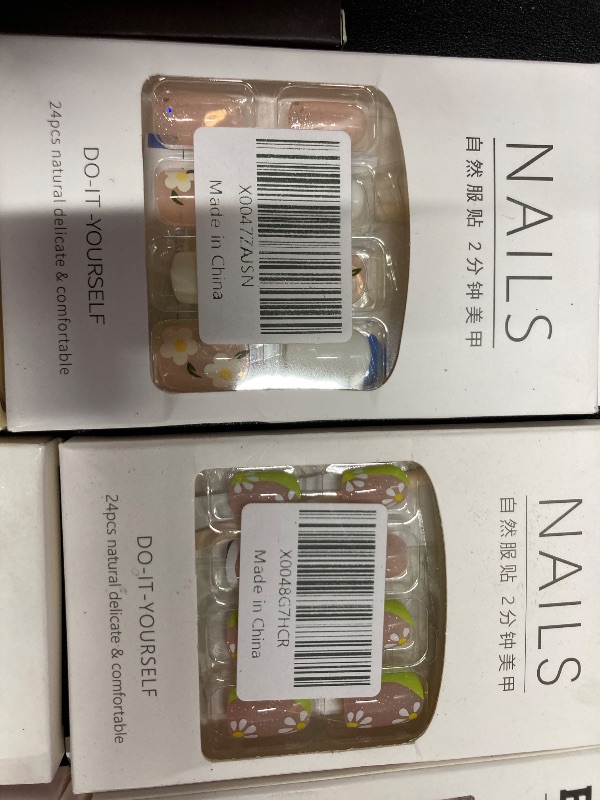 NAILS
自然服贴 2分钟美甲
X0047ZAJSN
Made in China
DO-IT-YOURSELF
24pcs natural delicate & comfortable
NAILS
自然服贴 2分钟美甲
X0048G7HCR
Made in China
DO-IT-YOURSELF
24pcs natural delicate & comfortable